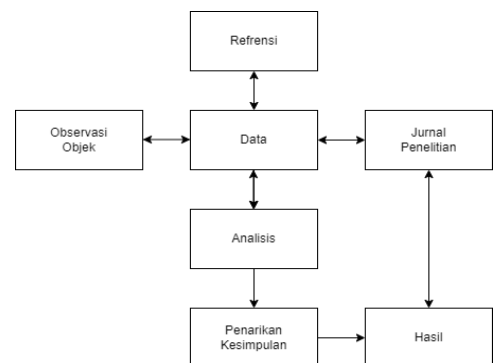 Refrensi
Observasi
Objek
Data
Jurnal
Penelitian
Analisis
Penarikan
Kesimpulan
Hasil